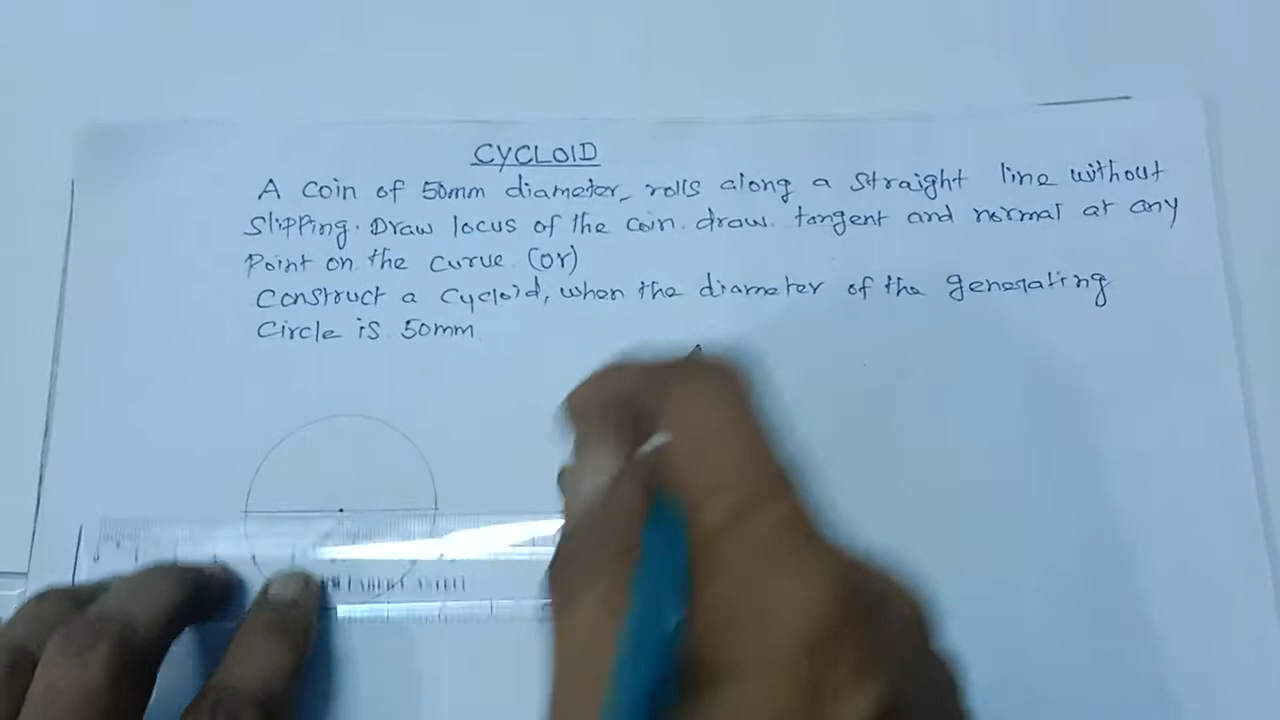 CYCLOID
A coin of 50mm diameter, rolls along a straight line without
slipping. Draw locus of the coin. draw. tangent and normal at any
Point on the curve (or)
Construct a cycloid, when the diameter of the generating
Circle is 50mm.